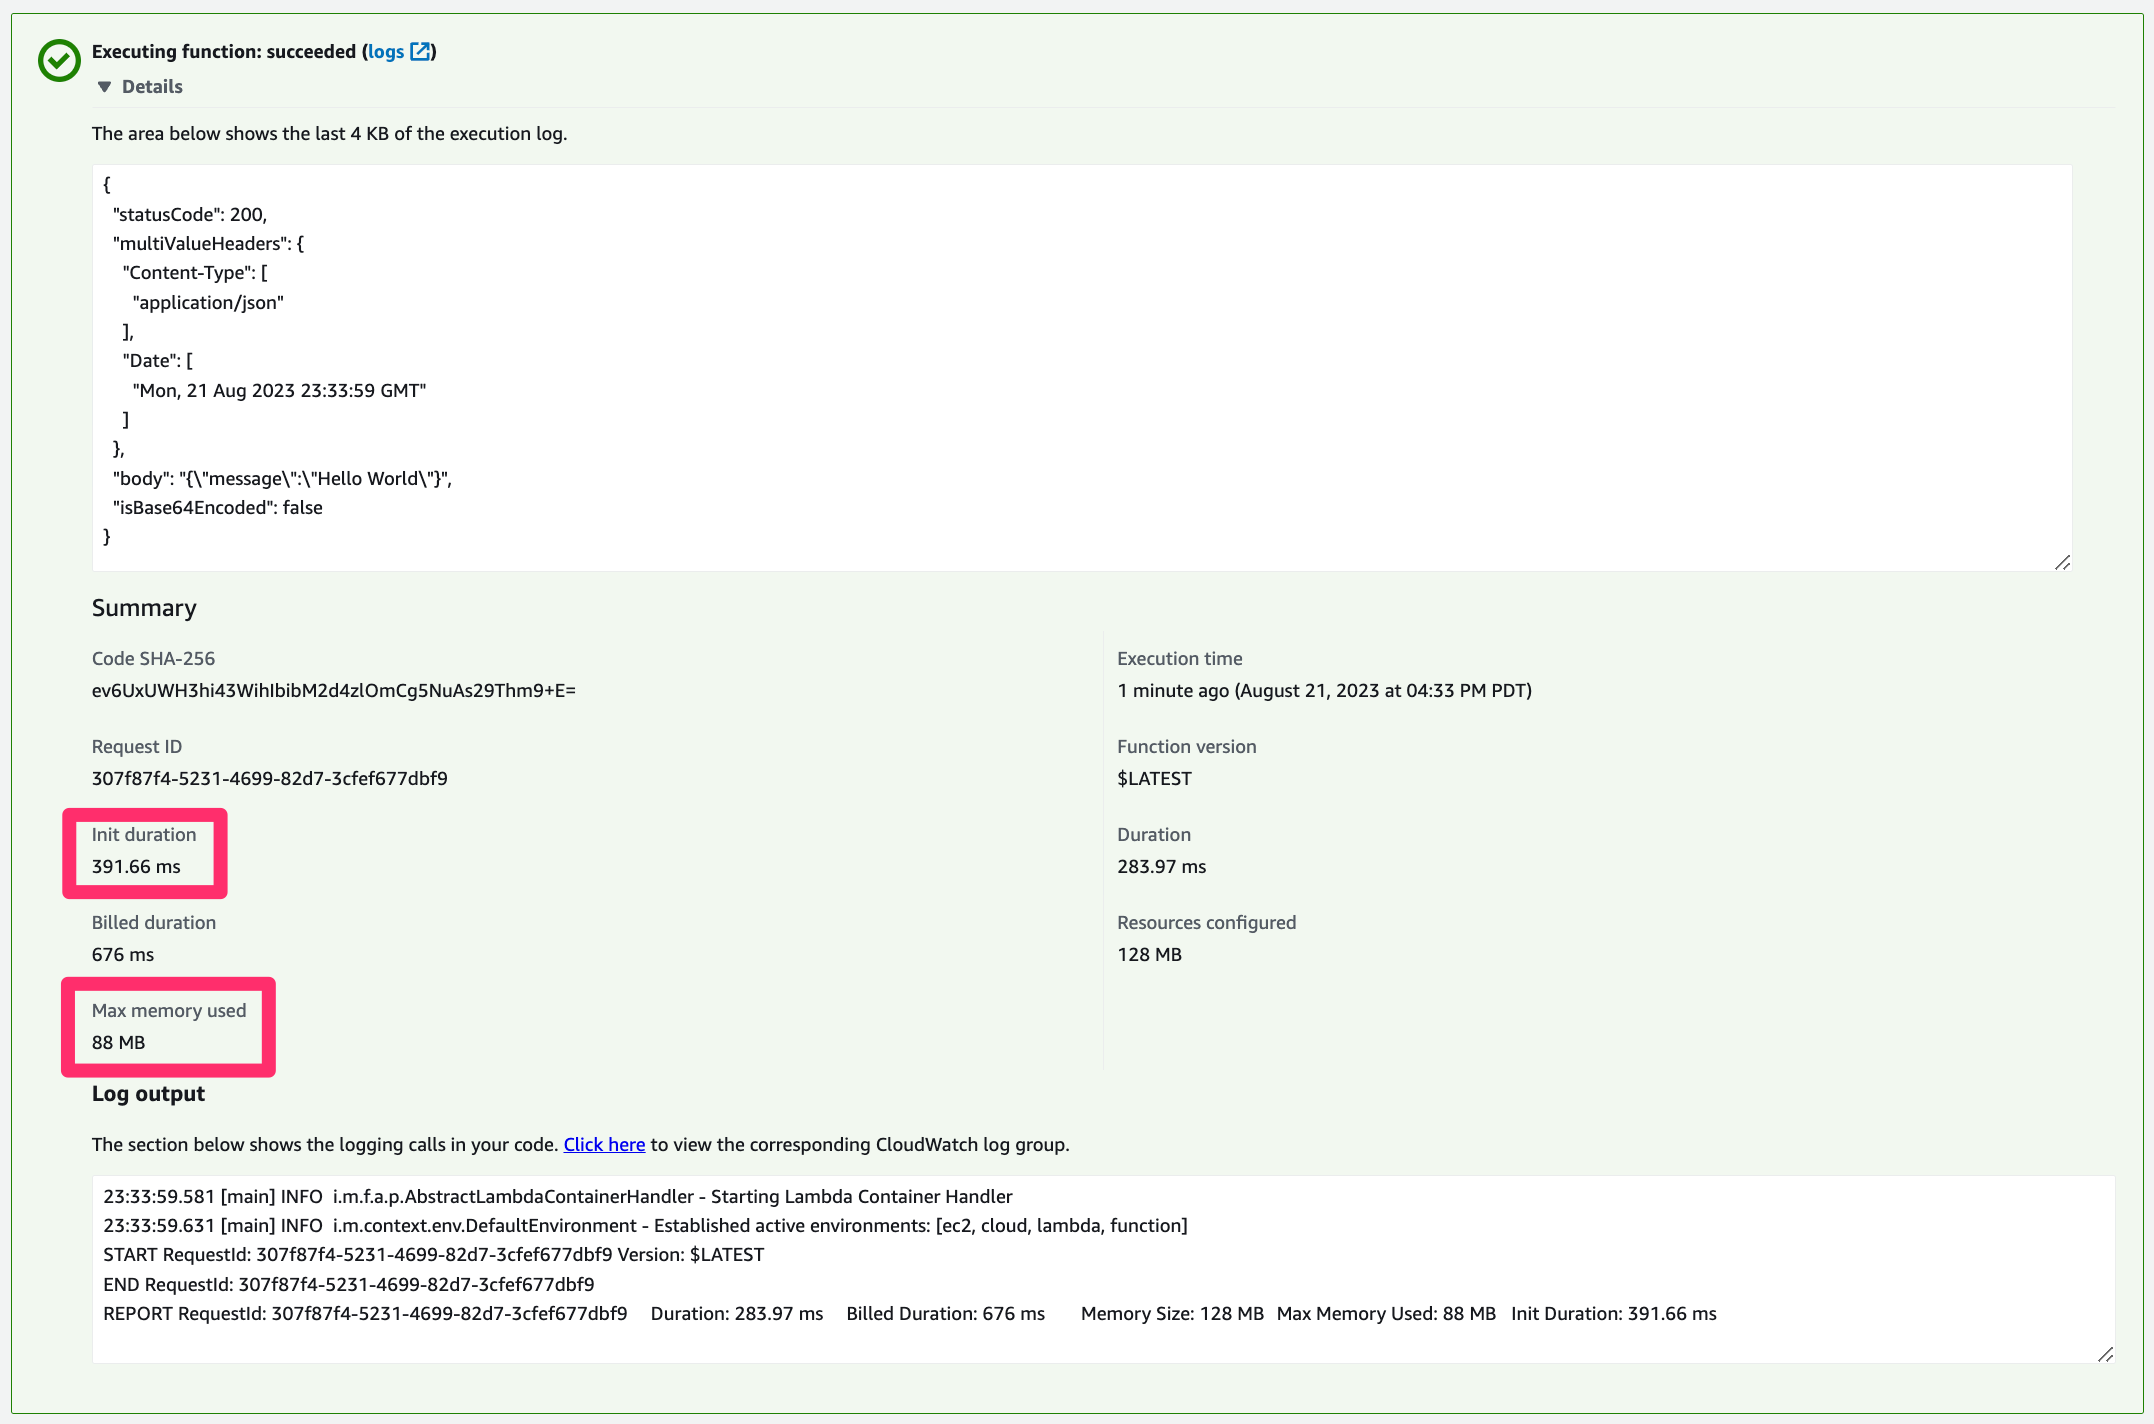 Executing function: succeeded (logs)
Details
The area below shows the last 4 KB of the execution log.
{
  "statusCode": 200,
  "multiValueHeaders": {
    "Content-Type": [
      "application/json"
    ],
    "Date": [
      "Mon, 21 Aug 2023 23:33:59 GMT"
    ]
  },
  "body": "{\"message\":\"Hello World\"}",
  "isBase64Encoded": false
}
Summary
Code SHA-256
ev6UxUWH3hi43WihIbibM2d4zlOmCg5NuAs29Thm9+E=
Execution time
1 minute ago (August 21, 2023 at 04:33 PM PDT)
Request ID
307f87f4-5231-4699-82d7-3cfef677dbf9
Function version
$LATEST
Init duration
391.66 ms
Duration
283.97 ms
Billed duration
676 ms
Resources configured
128 MB
Max memory used
88 MB
Log output
The section below shows the logging calls in your code. Click here to view the corresponding CloudWatch log group.
23:33:59.581 [main] INFO  i.m.f.a.p.AbstractLambdaContainerHandler - Starting Lambda Container Handler
23:33:59.631 [main] INFO  i.m.context.env.DefaultEnvironment - Established active environments: [ec2, cloud, lambda, function]
START RequestId: 307f87f4-5231-4699-82d7-3cfef677dbf9 Version: $LATEST
END RequestId: 307f87f4-5231-4699-82d7-3cfef677dbf9
REPORT RequestId: 307f87f4-5231-4699-82d7-3cfef677dbf9 Duration: 283.97 ms Billed Duration: 676 ms Memory Size: 128 MB Max Memory Used: 88 MB Init Duration: 391.66 ms